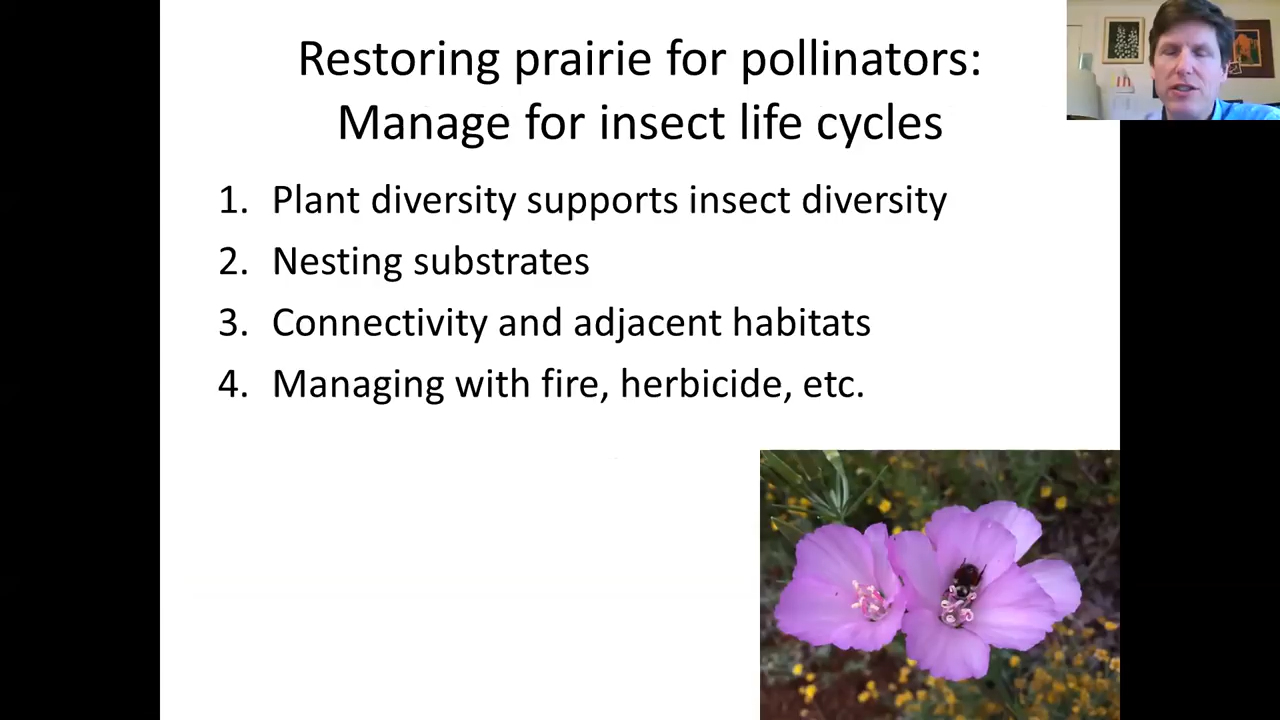 Restoring prairie for pollinators:
Manage for insect life cycles
1. Plant diversity supports insect diversity
2. Nesting substrates
3. Connectivity and adjacent habitats
4. Managing with fire, herbicide, etc.